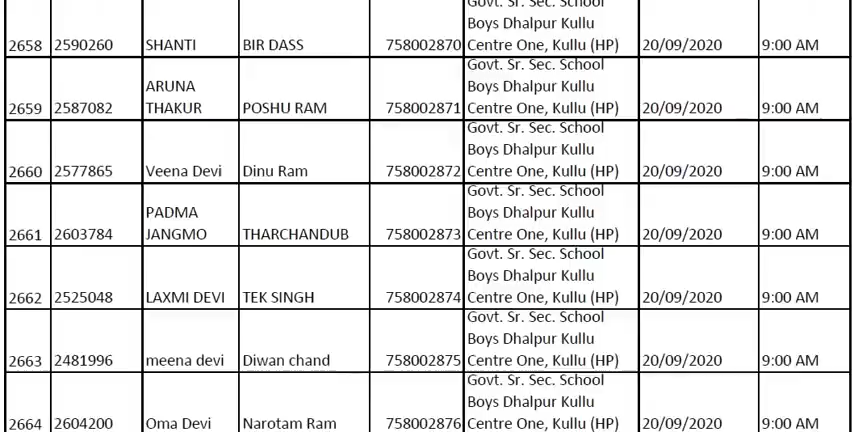 Govt. Sr. Sec. School
Boys Dhalpur Kullu
2658 2590260 SHANTI BIR DASS 758002870 Centre One, Kullu (HP) 20/09/2020 9:00 AM
Govt. Sr. Sec. School
ARUNA Boys Dhalpur Kullu
2659 2587082 THAKUR POSHU RAM 758002871 Centre One, Kullu (HP) 20/09/2020 9:00 AM
Govt. Sr. Sec. School
Boys Dhalpur Kullu
2660 2577865 Veena Devi Dinu Ram 758002872 Centre One, Kullu (HP) 20/09/2020 9:00 AM
Govt. Sr. Sec. School
PADMA Boys Dhalpur Kullu
2661 2603784 JANGMO THARCHANDUB 758002873 Centre One, Kullu (HP) 20/09/2020 9:00 AM
Govt. Sr. Sec. School
Boys Dhalpur Kullu
2662 2525048 LAXMI DEVI TEK SINGH 758002874 Centre One, Kullu (HP) 20/09/2020 9:00 AM
Govt. Sr. Sec. School
Boys Dhalpur Kullu
2663 2481996 meena devi Diwan chand 758002875 Centre One, Kullu (HP) 20/09/2020 9:00 AM
Govt. Sr. Sec. School
Boys Dhalpur Kullu
2664 2604200 Oma Devi Narotam Ram 758002876 Centre One, Kullu (HP) 20/09/2020 9:00 AM